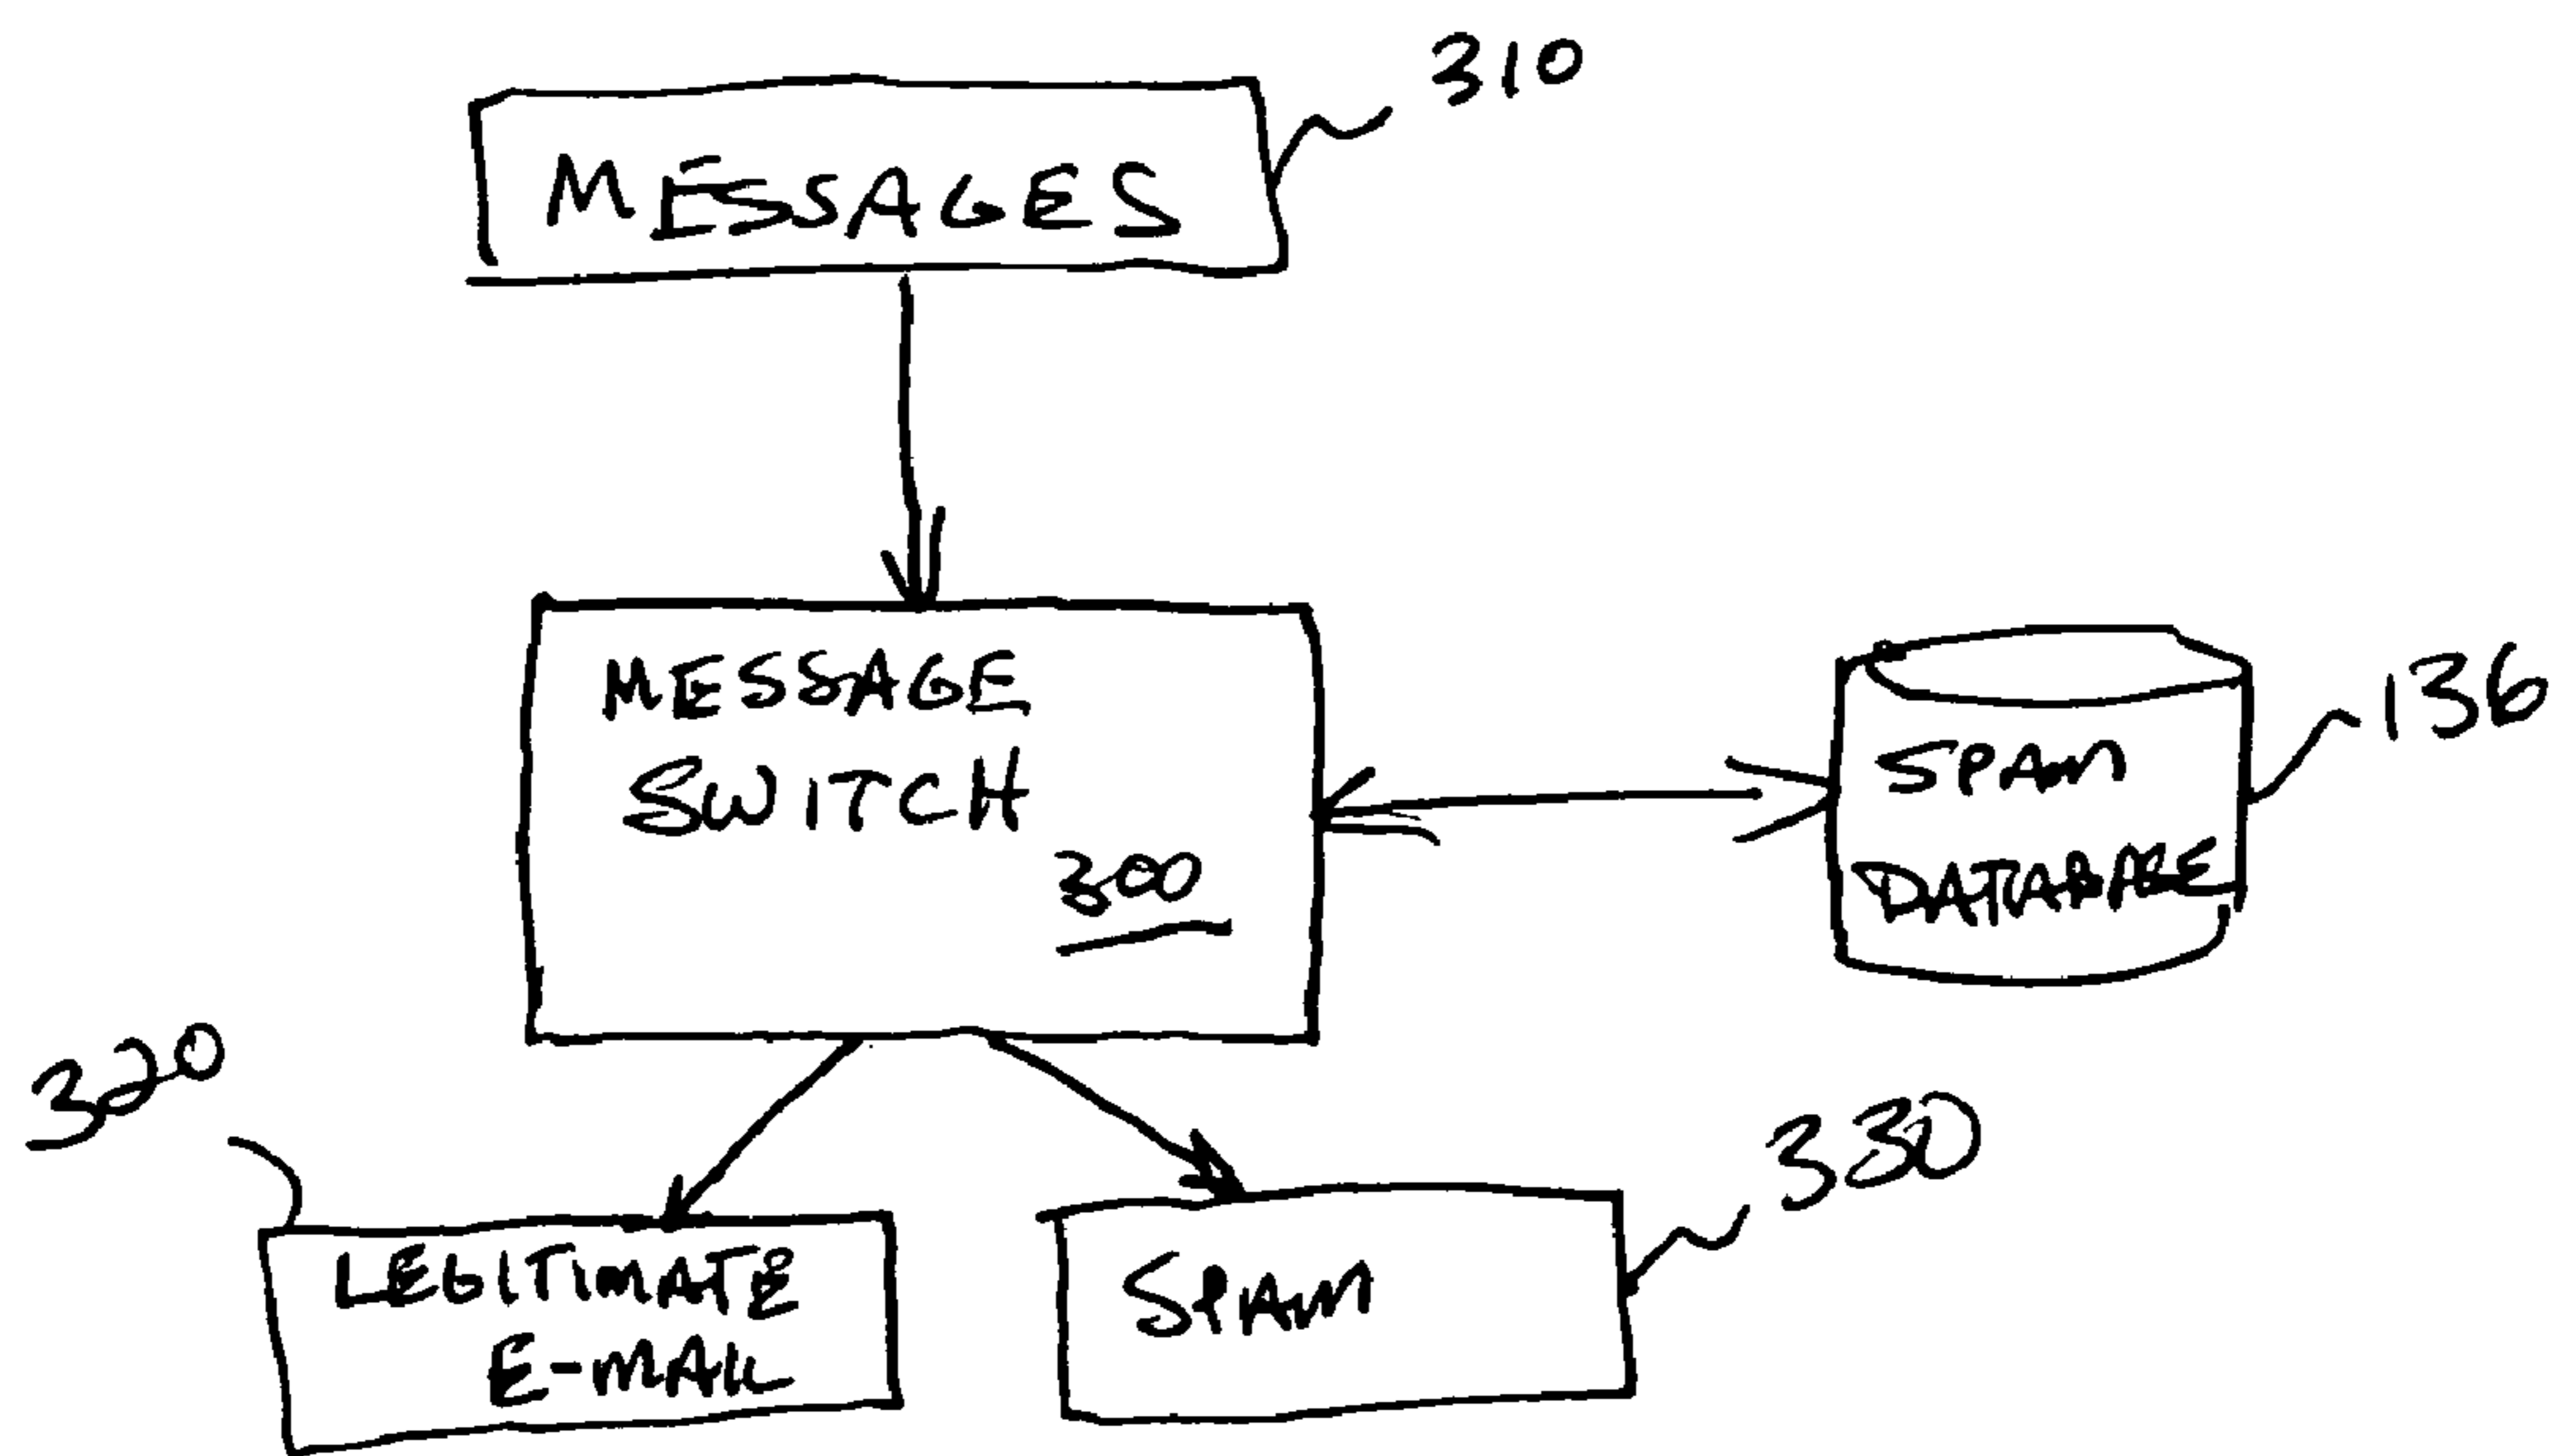 310
MESSAGES
MESSAGE
SWITCH
300
136
SPAM
DATABASE
320
330
LEGITIMATE
E-MAIL
SPAM